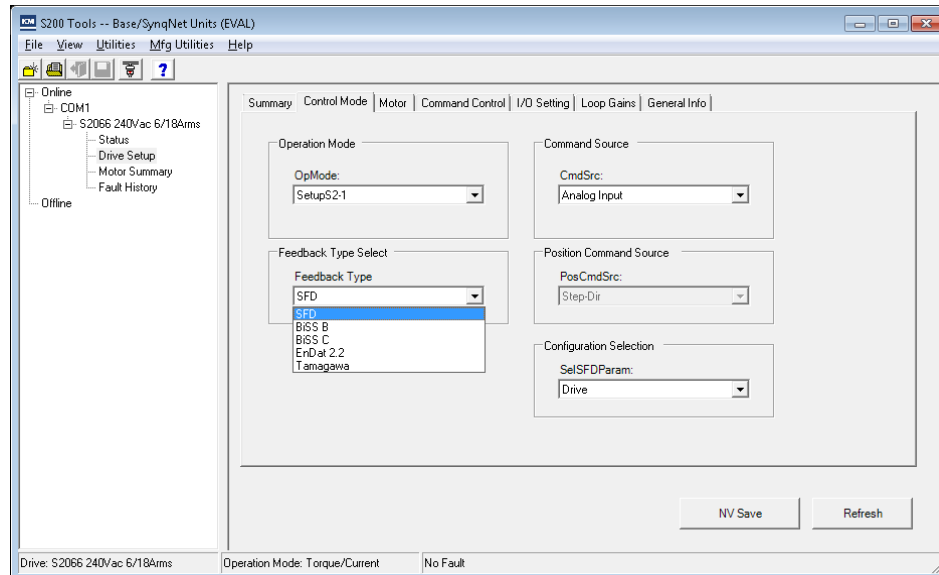 KM S200 Tools -- Base/SynqNet Units (EVAL)
File View Utilities Mfg Utilities Help
?
Online
COM1
S2066 240Vac 6/18Arms
Status
Drive Setup
Motor Summary
Fault History
Offline
Summary Control Mode Motor Command Control I/O Setting Loop Gains General Info
Operation Mode
OpMode:
SetupS2-1
Command Source
CmdSrc:
Analog Input
Feedback Type Select
Feedback Type
SFD
SFD
BiSS B
BiSS C
EnDat 2.2
Tamagawa
Position Command Source
PosCmdSrc:
Step-Dir
Configuration Selection
SelSFDParam:
Drive
NV Save Refresh
Drive: S2066 240Vac 6/18Arms Operation Mode: Torque/Current No Fault